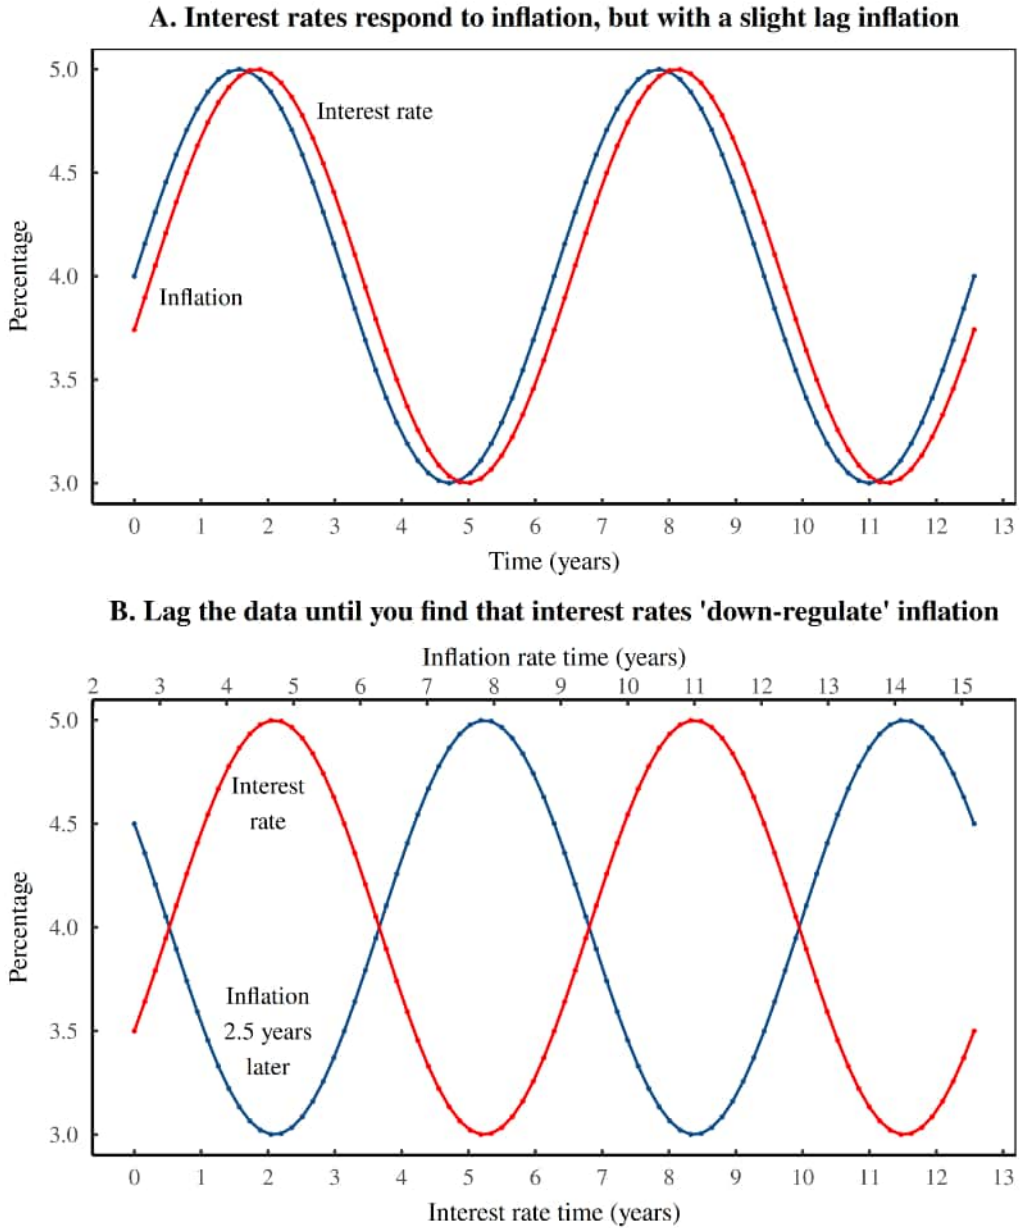 A. Interest rates respond to inflation, but with a slight lag inflation
5.0
4.5
4.0
3.5
3.0
Percentage
Interest rate
Inflation
0 1 2 3 4 5 6 7 8 9 10 11 12 13
Time (years)
B. Lag the data until you find that interest rates 'down-regulate' inflation
Inflation rate time (years)
2 3 4 5 6 7 8 9 10 11 12 13 14 15
5.0
4.5
4.0
3.5
3.0
Percentage
Interest
rate
Inflation
2.5 years
later
0 1 2 3 4 5 6 7 8 9 10 11 12 13
Interest rate time (years)